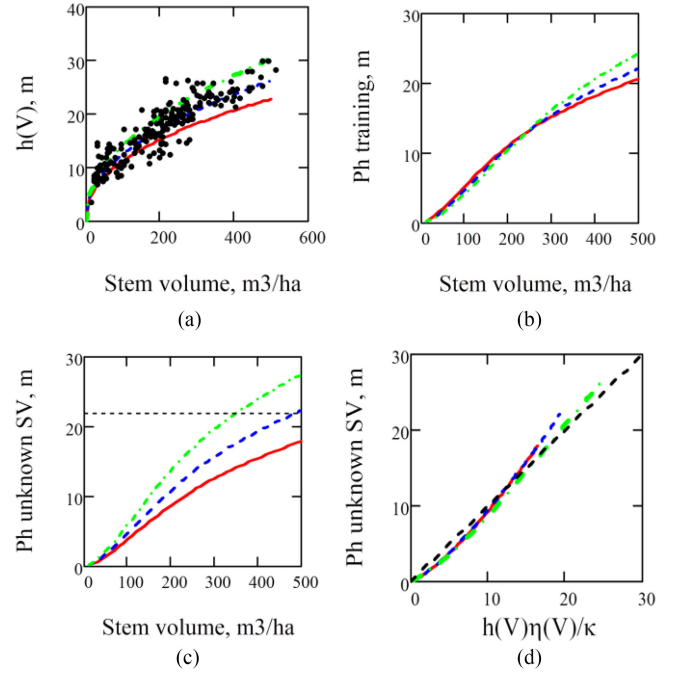 40
30
20
10
0
h(V), m
0 200 400 600
Stem volume, m3/ha
(a)
30
20
10
0
Ph training, m
0 100 200 300 400 500
Stem volume, m3/ha
(b)
30
20
10
0
Ph unknown SV, m
0 100 200 300 400 500
Stem volume, m3/ha
(c)
30
20
10
0
Ph unknown SV, m
0 10 20 30
h(V)η(V)/κ
(d)